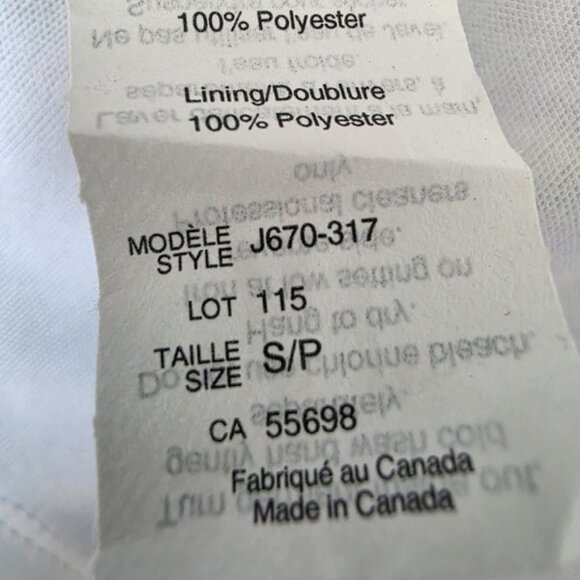 100% Polyester
Lining/Doublure
100% Polyester
MODÈLE
STYLE J670-317
LOT 115
TAILLE
SIZE S/P
CA 55698
Fabriqué au Canada
Made in Canada